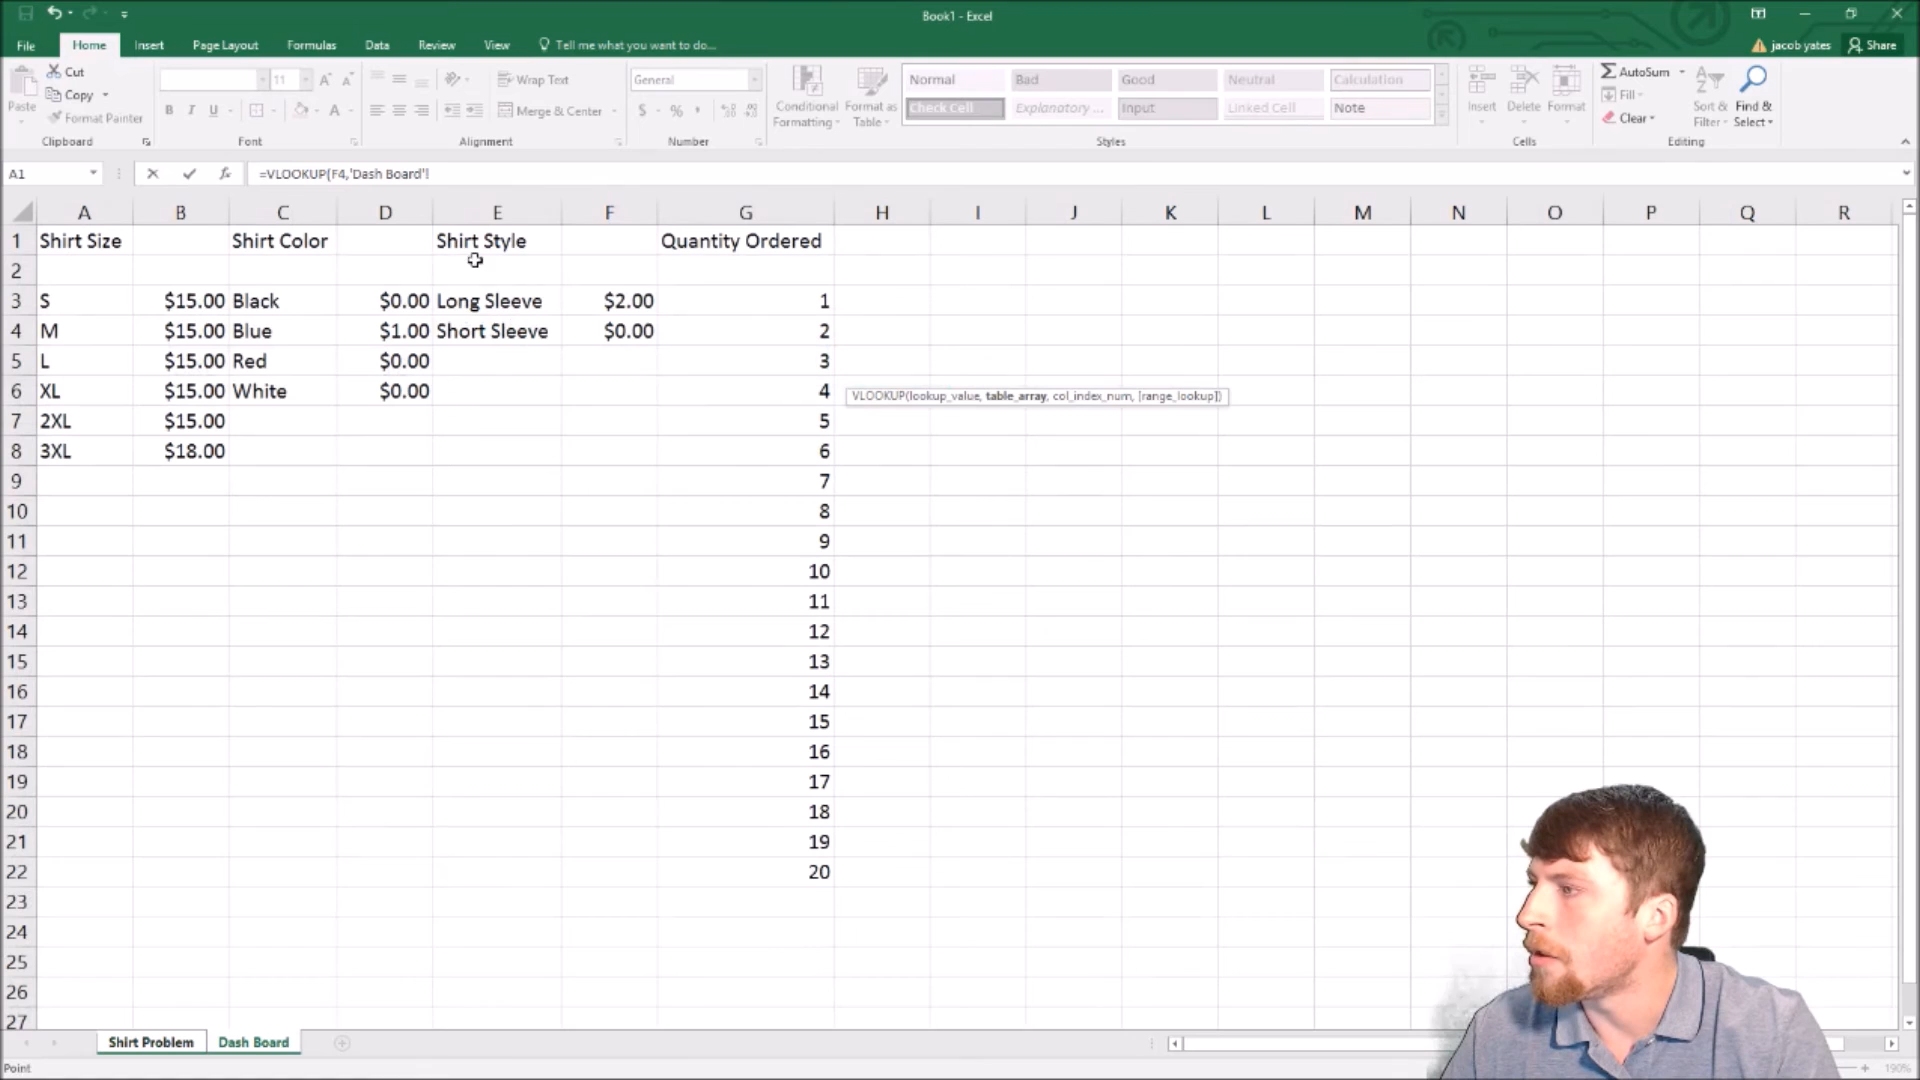 Book1 - Excel
File Home Insert Page Layout Formulas Data Review View Tell me what you want to do... jacob yates Share
Paste Cut Copy Format Painter
11
Wrap Text Merge & Center
General
$ %
Conditional Formatting Format as Table
Normal Bad Good Neutral Calculation
Check Cell Explanatory ... Input Linked Cell Note
Insert Delete Format
AutoSum Fill Clear
Sort & Filter Find & Select
Clipboard Font Alignment Number Styles Cells Editing
A1 fx =VLOOKUP(F4,'Dash Board'!
A B C D E F G H I J K L M N O P Q R
1 Shirt Size Shirt Color Shirt Style Quantity Ordered
2
3 S $15.00 Black $0.00 Long Sleeve $2.00 1
4 M $15.00 Blue $1.00 Short Sleeve $0.00 2
5 L $15.00 Red $0.00 3
6 XL $15.00 White $0.00 4 VLOOKUP(lookup_value, table_array, col_index_num, [range_lookup])
7 2XL $15.00 5
8 3XL $18.00 6
9 7
10 8
11 9
12 10
13 11
14 12
15 13
16 14
17 15
18 16
19 17
20 18
21 19
22 20
23
24
25
26
27
Shirt Problem Dash Board
Point 190%